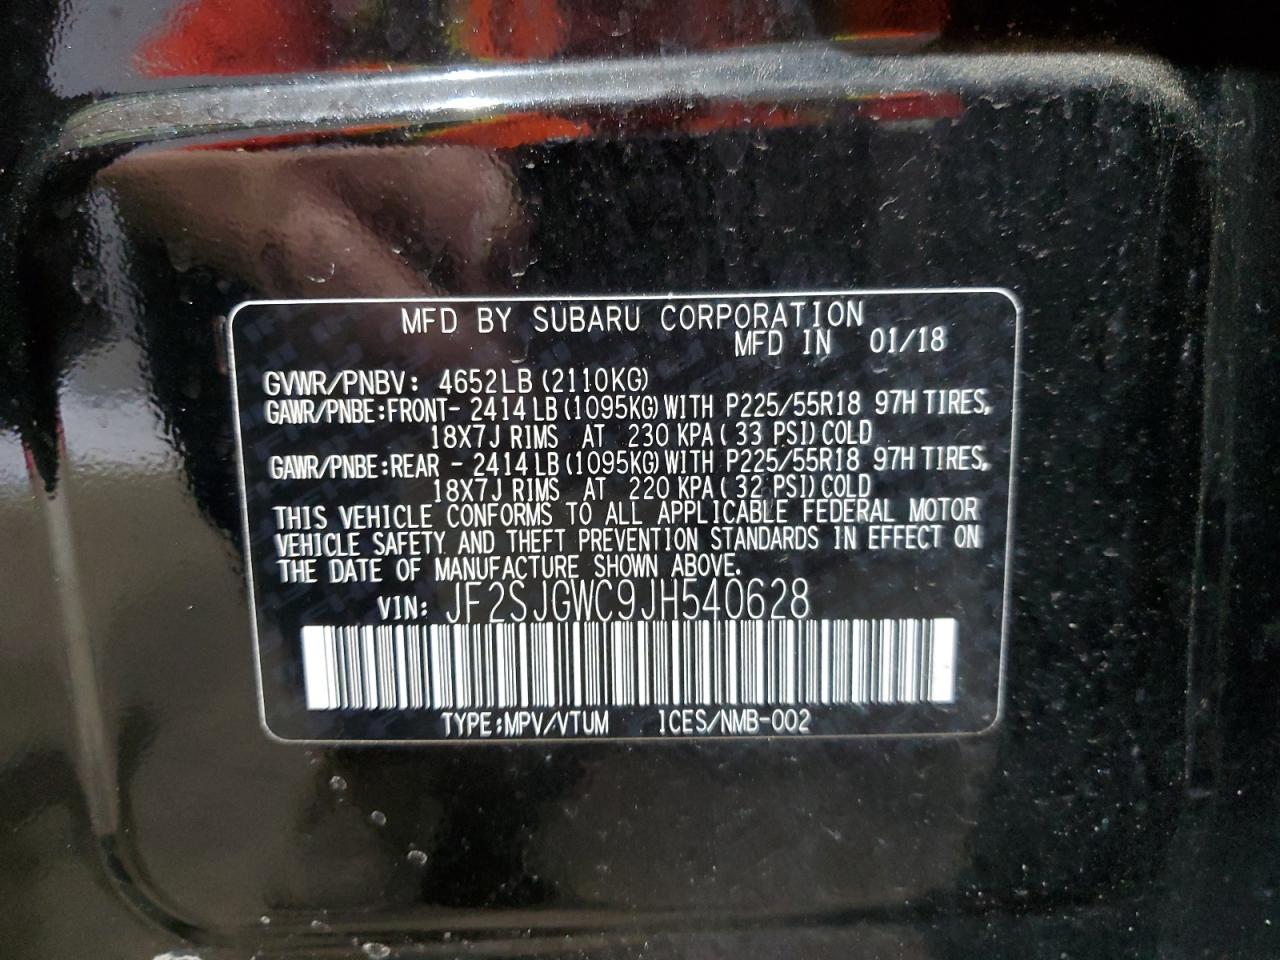 MFD BY SUBARU CORPORATION
MFD IN 01/18
GVWR/PNBV: 4652LB(2110KG)
GAWR/PNBE:FRONT- 2414LB(1095KG)WITH P225/55R18 97H TIRES,
18X7J RIMS AT 230 KPA(33 PSI)COLD
GAWR/PNBE:REAR - 2414LB(1095KG)WITH P225/55R18 97H TIRES,
18X7J RIMS AT 220 KPA(32 PSI)COLD
THIS VEHICLE CONFORMS TO ALL APPLICABLE FEDERAL MOTOR
VEHICLE SAFETY AND THEFT PREVENTION STANDARDS IN EFFECT ON
THE DATE OF MANUFACTURE SHOWN ABOVE.
VIN: JF2SJGWC9JH540628
TYPE:MPV/VTUM ICES/NMB-002